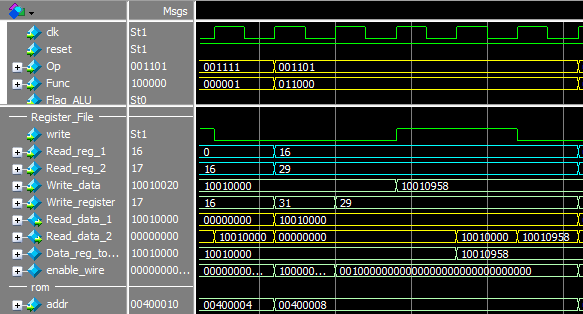 Msgs
clk St1
reset St1
Op 001101 001111 001101
Func 100000 000001 011000
Flag_ALU St0
Register_File
write St1
Read_reg_1 16 0 16
Read_reg_2 17 16 29
Write_data 10010020 10010000 10010958
Write_register 17 16 31 29
Read_data_1 10010000 00000000 10010000
Read_data_2 00000000 10010000 00000000 10010000 10010958
Data_reg_to... 10010000 10010000 10010958
enable_wire 00000000... 00000000... 100000... 00100000000000000000000000000000
rom
addr 00400010 00400004 00400008